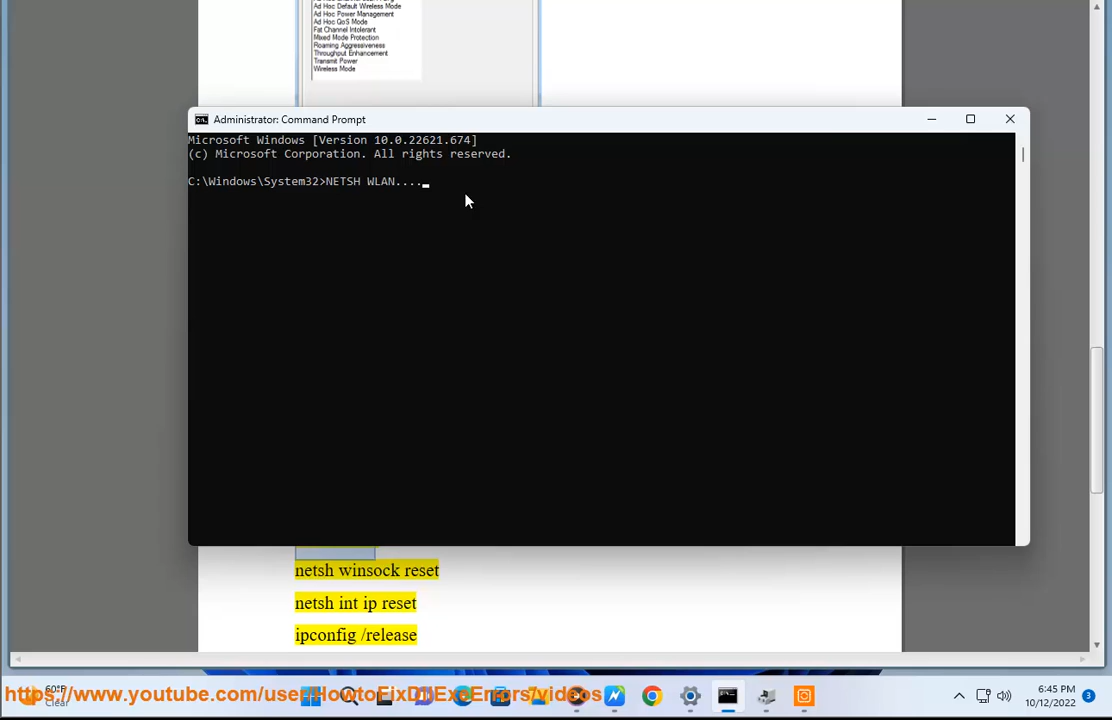 Ad Hoc Default Wireless Mode
Ad Hoc Power Management
Ad Hoc QoS Mode
Fat Channel Intolerant
Mixed Mode Protection
Roaming Aggressiveness
Throughput Enhancement
Transmit Power
Wireless Mode
Administrator: Command Prompt
Microsoft Windows [Version 10.0.22621.674]
(c) Microsoft Corporation. All rights reserved.
C:\Windows\System32>NETSH WLAN....
netsh winsock reset
netsh int ip reset
ipconfig /release
60°F
Clear
6:45 PM
10/12/2022
3